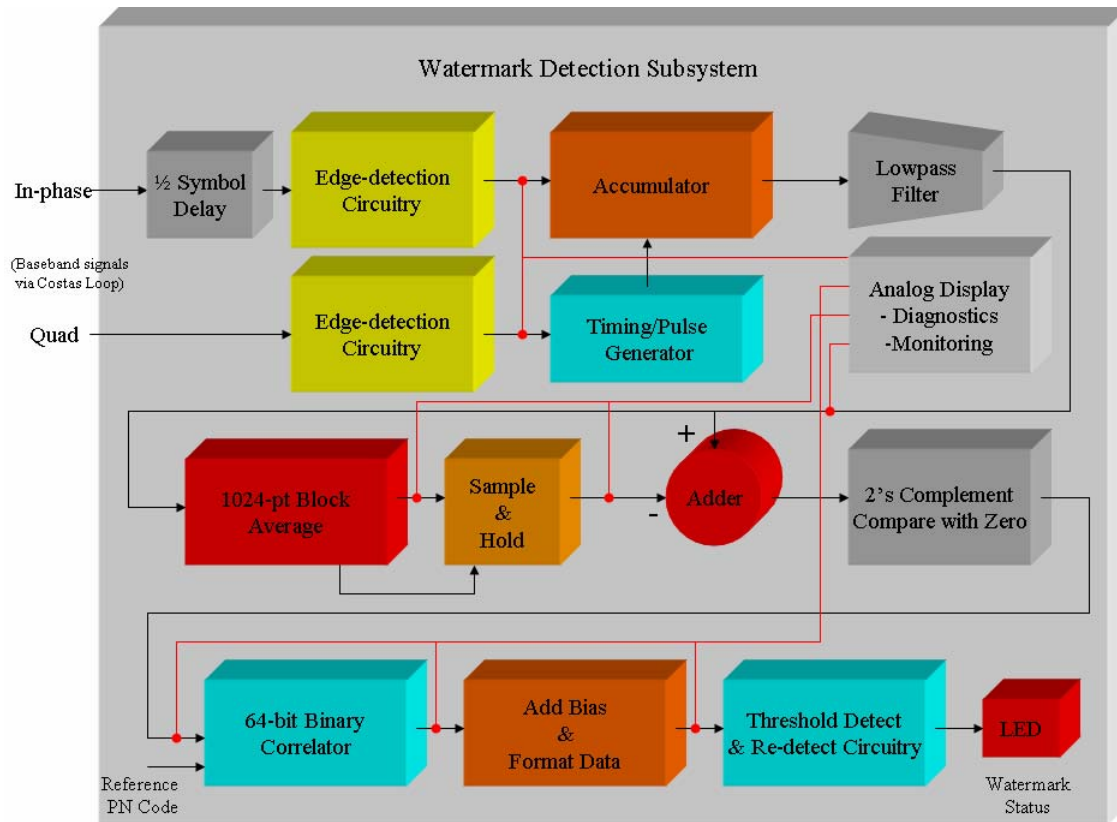 Watermark Detection Subsystem
In-phase
½ Symbol
Delay
Edge-detection
Circuitry
Accumulator
Lowpass
Filter
(Baseband signals
via Costas Loop)
Quad
Edge-detection
Circuitry
Timing/Pulse
Generator
Analog Display
- Diagnostics
-Monitoring
1024-pt Block
Average
Sample
&
Hold
+
-
Adder
2's Complement
Compare with Zero
64-bit Binary
Correlator
Add Bias
&
Format Data
Threshold Detect
& Re-detect Circuitry
LED
Reference
PN Code
Watermark
Status